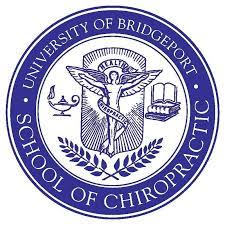 · UNIVERSITY OF BRIDGEPORT ·
SCHOOL OF CHIROPRACTIC